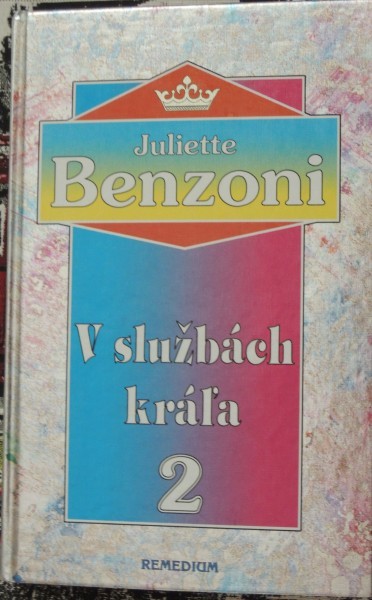 Juliette
Benzoni
V službách
kráľa
2
REMEDIUM